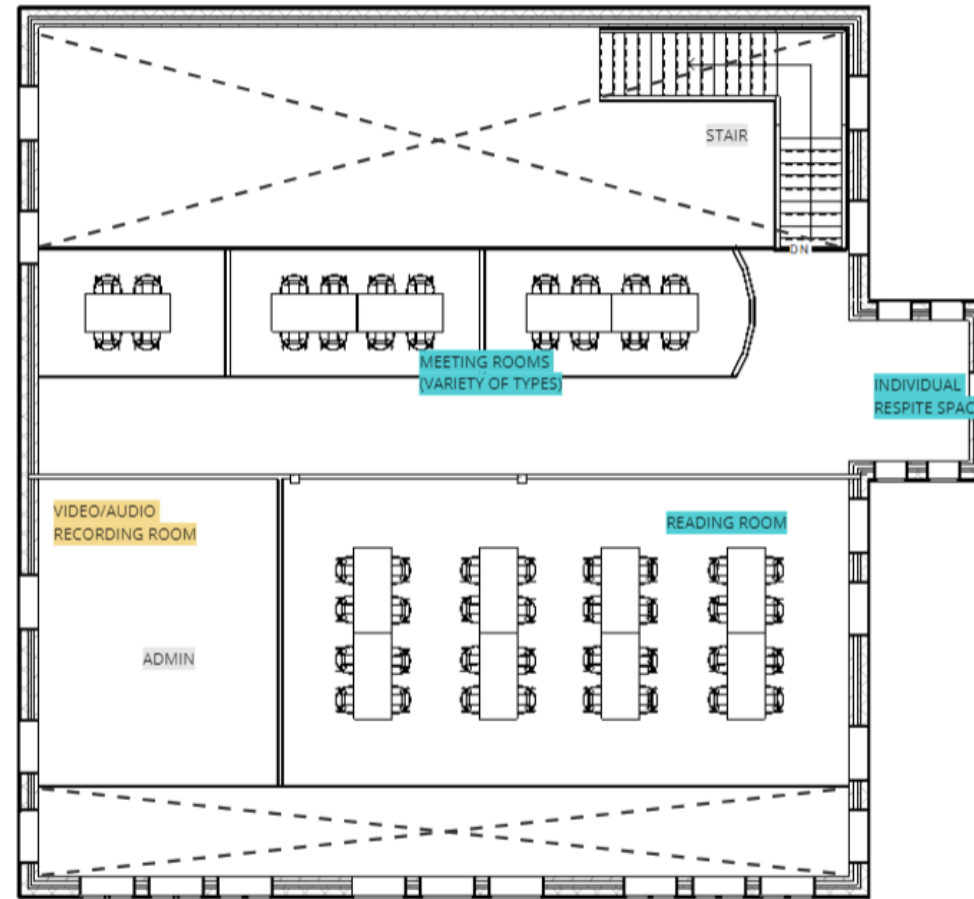 STAIR
DN
MEETING ROOMS
(VARIETY OF TYPES)
INDIVIDUAL
RESPITE SPAC
VIDEO/AUDIO
RECORDING ROOM
READING ROOM
ADMIN